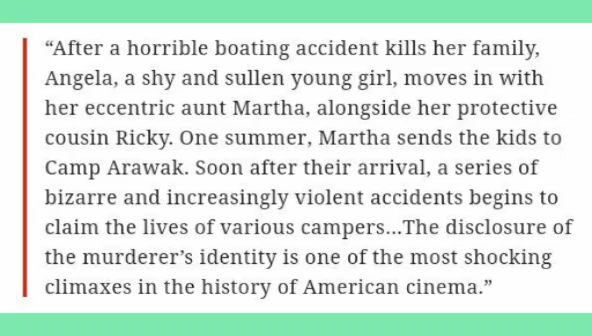 “After a horrible boating accident kills her family,
Angela, a shy and sullen young girl, moves in with
her eccentric aunt Martha, alongside her protective
cousin Ricky. One summer, Martha sends the kids to
Camp Arawak. Soon after their arrival, a series of
bizarre and increasingly violent accidents begins to
claim the lives of various campers...The disclosure of
the murderer’s identity is one of the most shocking
climaxes in the history of American cinema.”